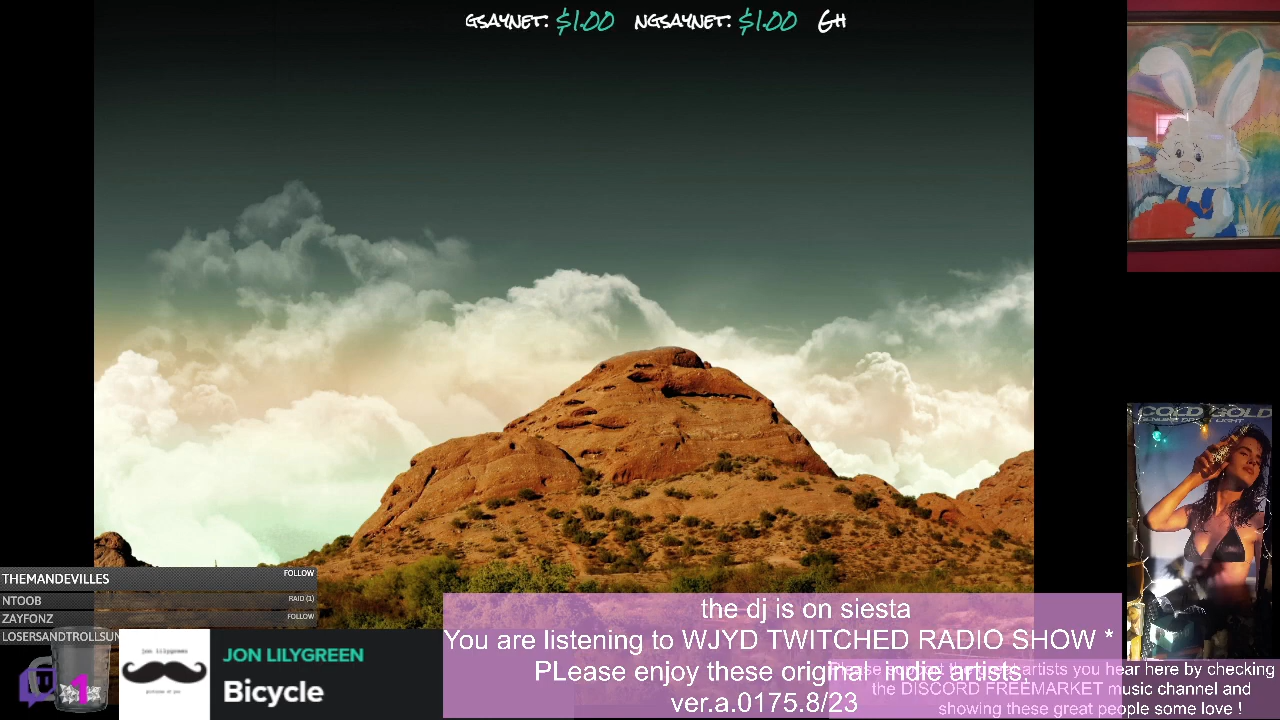 GSAYNET: $1.00 NGSAYNET: $1.00 GH
COLD GOLD
THEMANDEVILLES FOLLOW
NTOOB RAID (1)
ZAYFONZ FOLLOW
LOSERSANDTROLLSUN
1
jon lilygreen
JON LILYGREEN
Bicycle
the dj is on siesta
You are listening to WJYD TWITCHED RADIO SHOW *
PLease enjoy these original indie artists.
ver.a.0175.8/23
artists you hear here by checking
the DISCORD FREEMARKET music channel and
showing these great people some love !